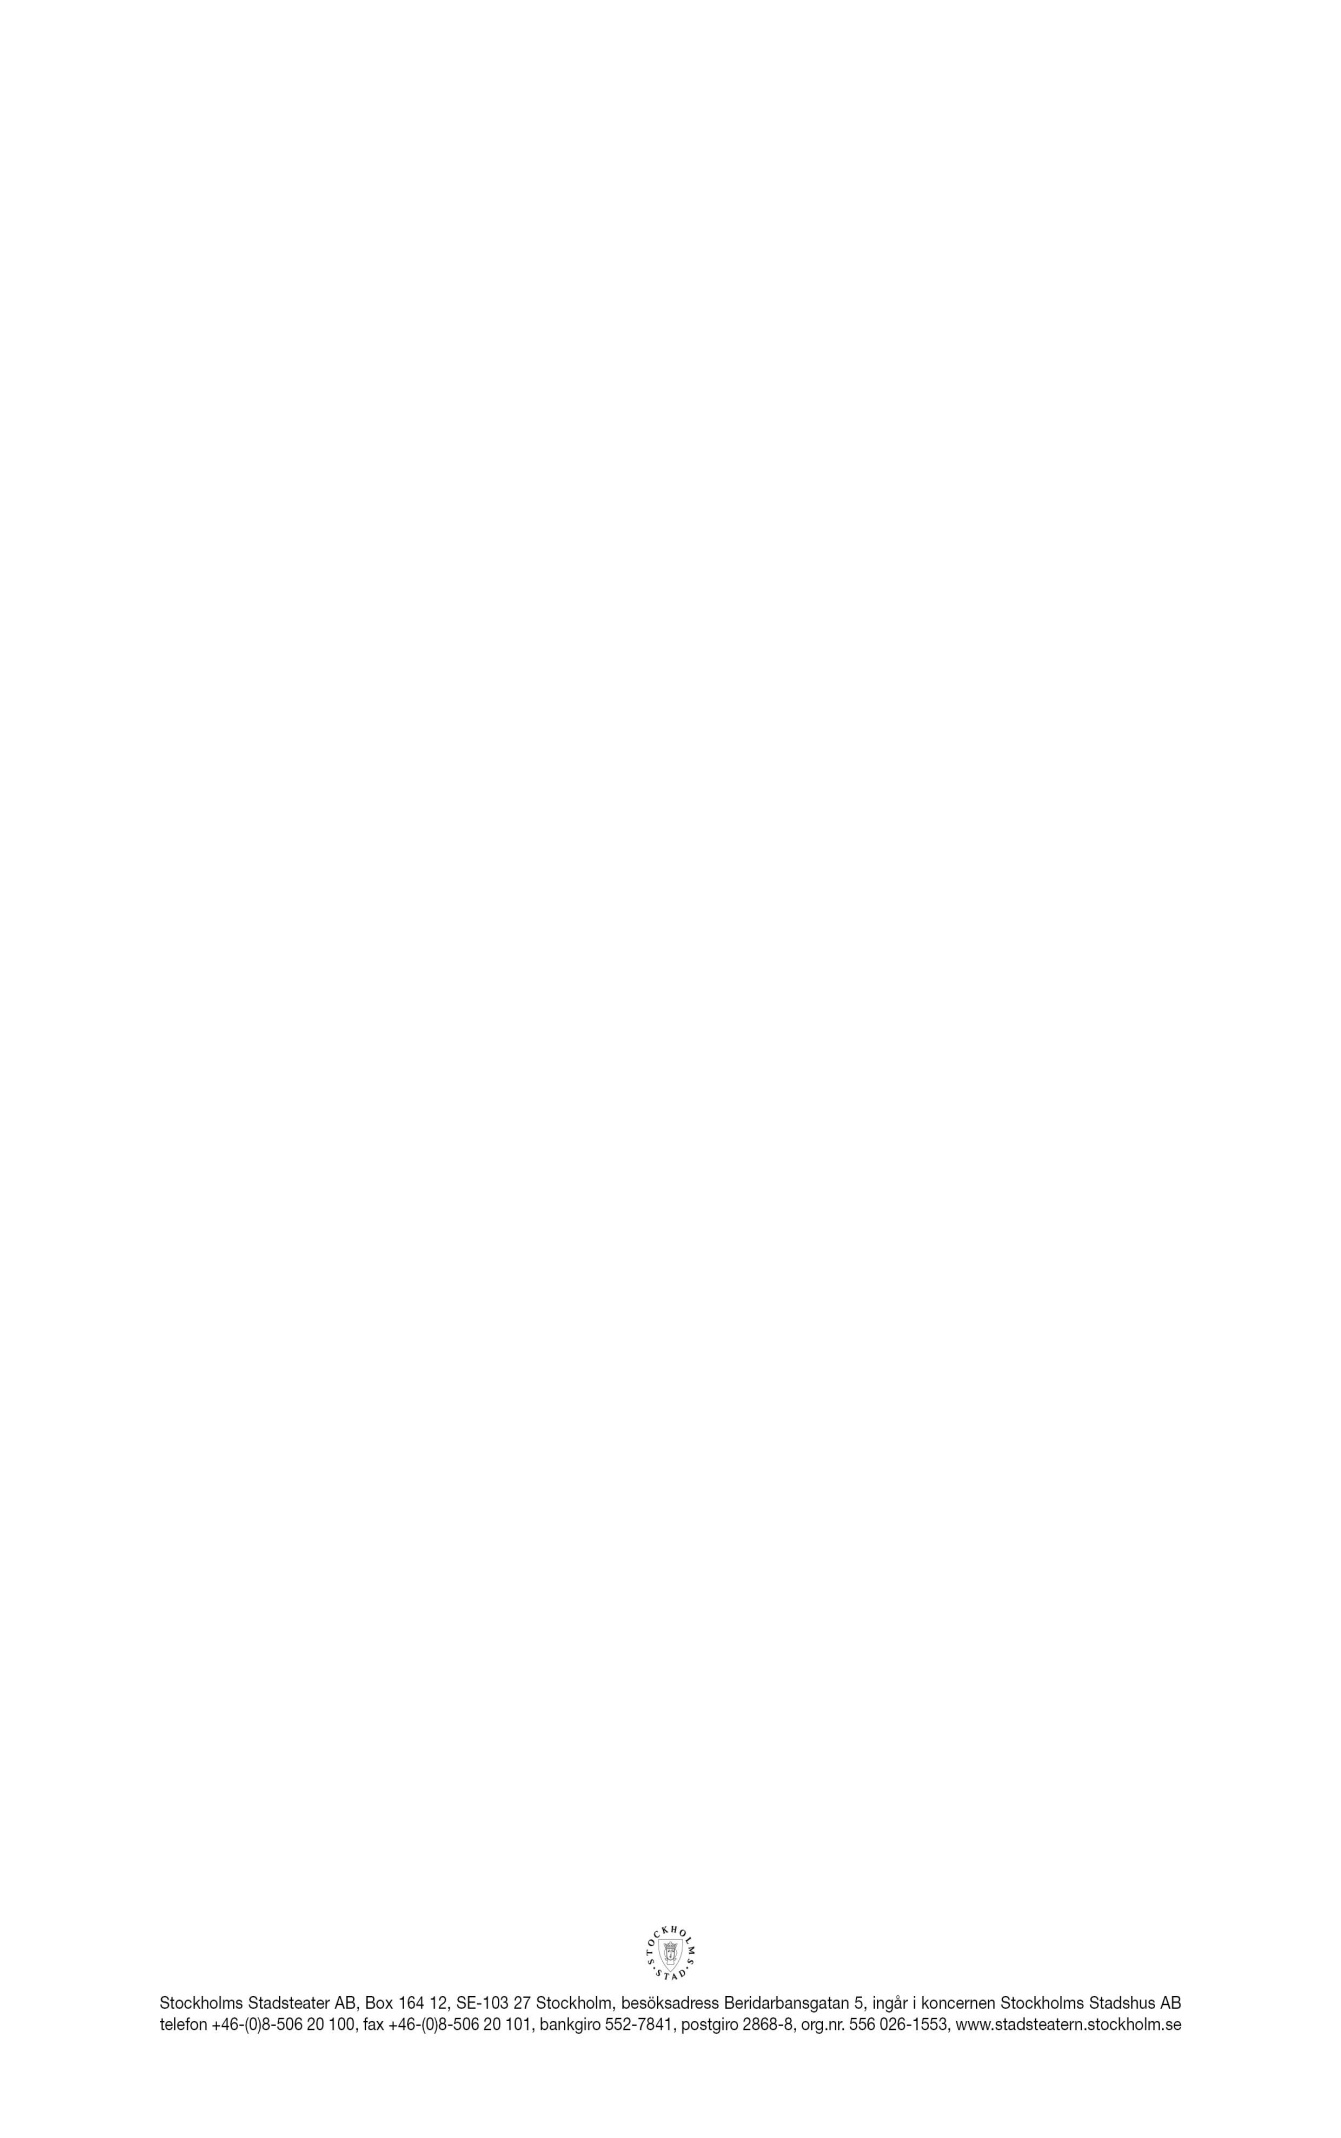 STOCKHOLMS
STAD
Stockholms Stadsteater AB, Box 164 12, SE-103 27 Stockholm, besöksadress Beridarbansgatan 5, ingår i koncernen Stockholms Stadshus AB
telefon +46-(0)8-506 20 100, fax +46-(0)8-506 20 101, bankgiro 552-7841, postgiro 2868-8, org.nr. 556 026-1553, www.stadsteatern.stockholm.se